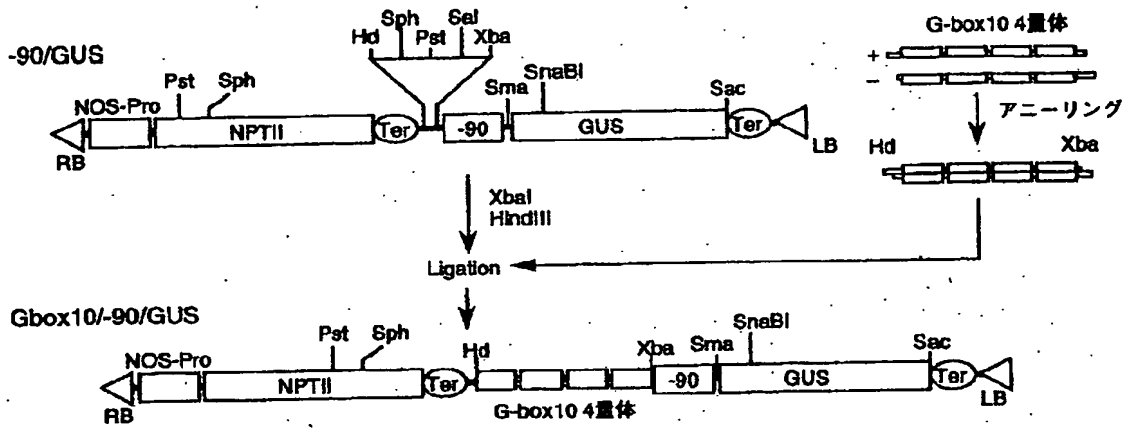 -90/GUS
Hd Sph Pst Sal Xba
Pst Sph
NOS-Pro
NPTII
Ter
-90
Sma
SnaBI
GUS
Sac
Ter
RB
LB
G-box10 4量体
+
−
アニーリング
Hd Xba
XbaI
HindIII
Ligation
Gbox10/-90/GUS
Pst Sph
NOS-Pro
NPTII
Ter
Hd
G-box10 4量体
Xba
-90
Sma
SnaBI
GUS
Sac
Ter
RB
LB